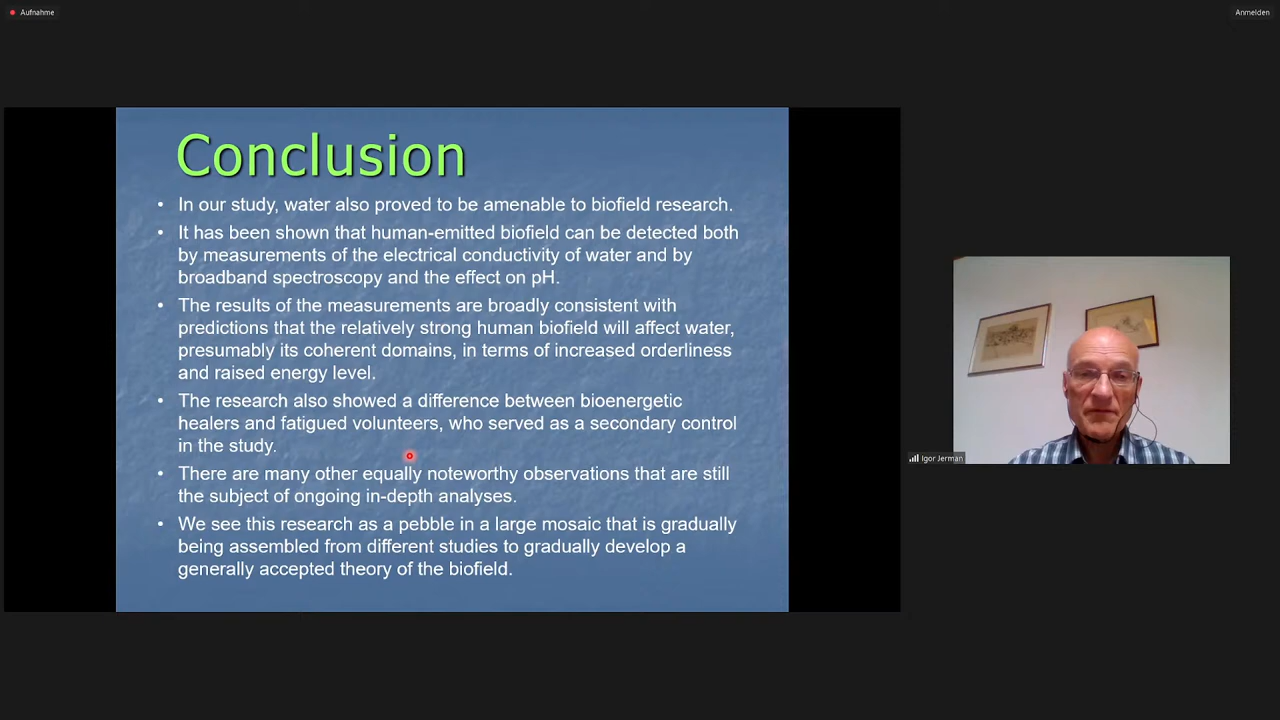 Aufnahme
Anmelden
Conclusion
• In our study, water also proved to be amenable to biofield research.
• It has been shown that human-emitted biofield can be detected both
by measurements of the electrical conductivity of water and by
broadband spectroscopy and the effect on pH.
• The results of the measurements are broadly consistent with
predictions that the relatively strong human biofield will affect water,
presumably its coherent domains, in terms of increased orderliness
and raised energy level.
• The research also showed a difference between bioenergetic
healers and fatigued volunteers, who served as a secondary control
in the study.
• There are many other equally noteworthy observations that are still
the subject of ongoing in-depth analyses.
• We see this research as a pebble in a large mosaic that is gradually
being assembled from different studies to gradually develop a
generally accepted theory of the biofield.
Igor Jerman